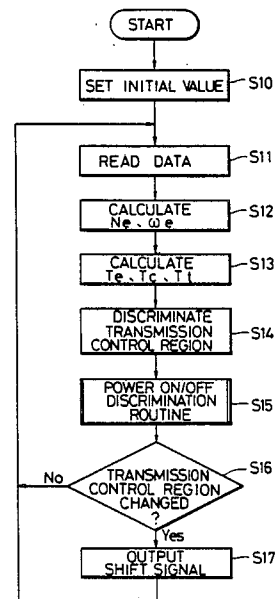 START
SET INITIAL VALUE
S10
READ DATA
S11
CALCULATE
Ne、ωe
S12
CALCULATE
Te、Tc、Tt
S13
DISCRIMINATE
TRANSMISSION
CONTROL REGION
S14
POWER ON/OFF
DISCRIMINATION
ROUTINE
S15
TRANSMISSION
CONTROL REGION
CHANGED
?
S16
No
Yes
OUTPUT
SHIFT SIGNAL
S17